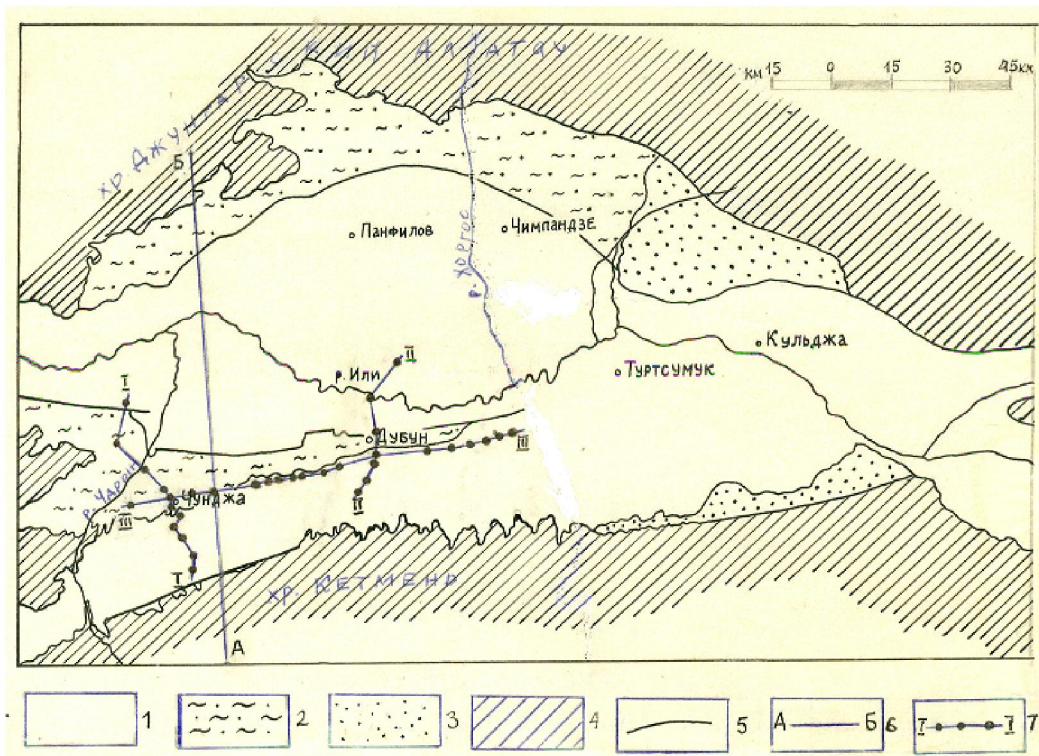 хр. ДЖУНГАРСКИЙ АЛАТАУ
км 15 0 15 30 45км
Б
Панфилов
Чимпандзе
р. Хоргос
Кульджа
Туртсумук
р. Или
II
I
Дубун
III
р. Чарын
Чунджа
III
II
I
хр. КЕТМЕНЬ
А
1 2 3 4 5 А Б 6 I I 7